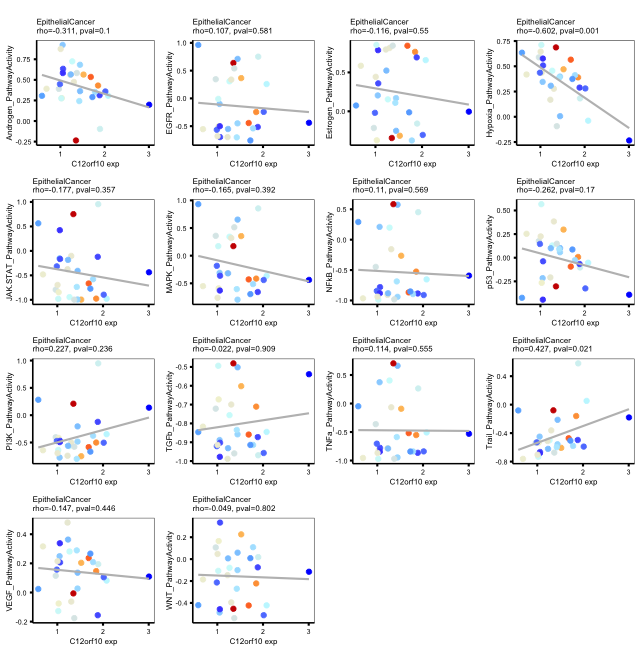 EpithelialCancer
rho=-0.311, pval=0.1
Androgen_PathwayActivity
0.75
0.50
0.25
0.00
-0.25
1
2
3
C12orf10 exp
EpithelialCancer
rho=0.107, pval=0.581
EGFR_PathwayActivity
1.0
0.5
0.0
-0.5
1
2
3
C12orf10 exp
EpithelialCancer
rho=-0.116, pval=0.55
Estrogen_PathwayActivity
0.5
0.0
1
2
3
C12orf10 exp
EpithelialCancer
rho=-0.602, pval=0.001
Hypoxia_PathwayActivity
0.75
0.50
0.25
0.00
-0.25
1
2
3
C12orf10 exp
EpithelialCancer
rho=-0.177, pval=0.357
JAK-STAT_PathwayActivity
1.0
0.5
0.0
-0.5
-1.0
1
2
3
C12orf10 exp
EpithelialCancer
rho=-0.165, pval=0.392
MAPK_PathwayActivity
1.0
0.5
0.0
-0.5
1
2
3
C12orf10 exp
EpithelialCancer
rho=0.11, pval=0.569
NFkB_PathwayActivity
0.5
0.0
-0.5
-1.0
1
2
3
C12orf10 exp
EpithelialCancer
rho=-0.262, pval=0.17
p53_PathwayActivity
0.50
0.25
0.00
-0.25
1
2
3
C12orf10 exp
EpithelialCancer
rho=0.227, pval=0.236
PI3K_PathwayActivity
1.0
0.5
0.0
-0.5
1
2
3
C12orf10 exp
EpithelialCancer
rho=-0.022, pval=0.909
TGFb_PathwayActivity
-0.5
-0.6
-0.7
-0.8
-0.9
-1.0
1
2
3
C12orf10 exp
EpithelialCancer
rho=0.114, pval=0.555
TNFa_PathwayActivity
0.5
0.0
-0.5
-1.0
1
2
3
C12orf10 exp
EpithelialCancer
rho=0.427, pval=0.021
Trail_PathwayActivity
0.4
0.0
-0.4
-0.8
1
2
3
C12orf10 exp
EpithelialCancer
rho=-0.147, pval=0.446
VEGF_PathwayActivity
0.4
0.2
0.0
-0.2
1
2
3
C12orf10 exp
EpithelialCancer
rho=-0.049, pval=0.802
WNT_PathwayActivity
0.2
0.0
-0.2
-0.4
1
2
3
C12orf10 exp